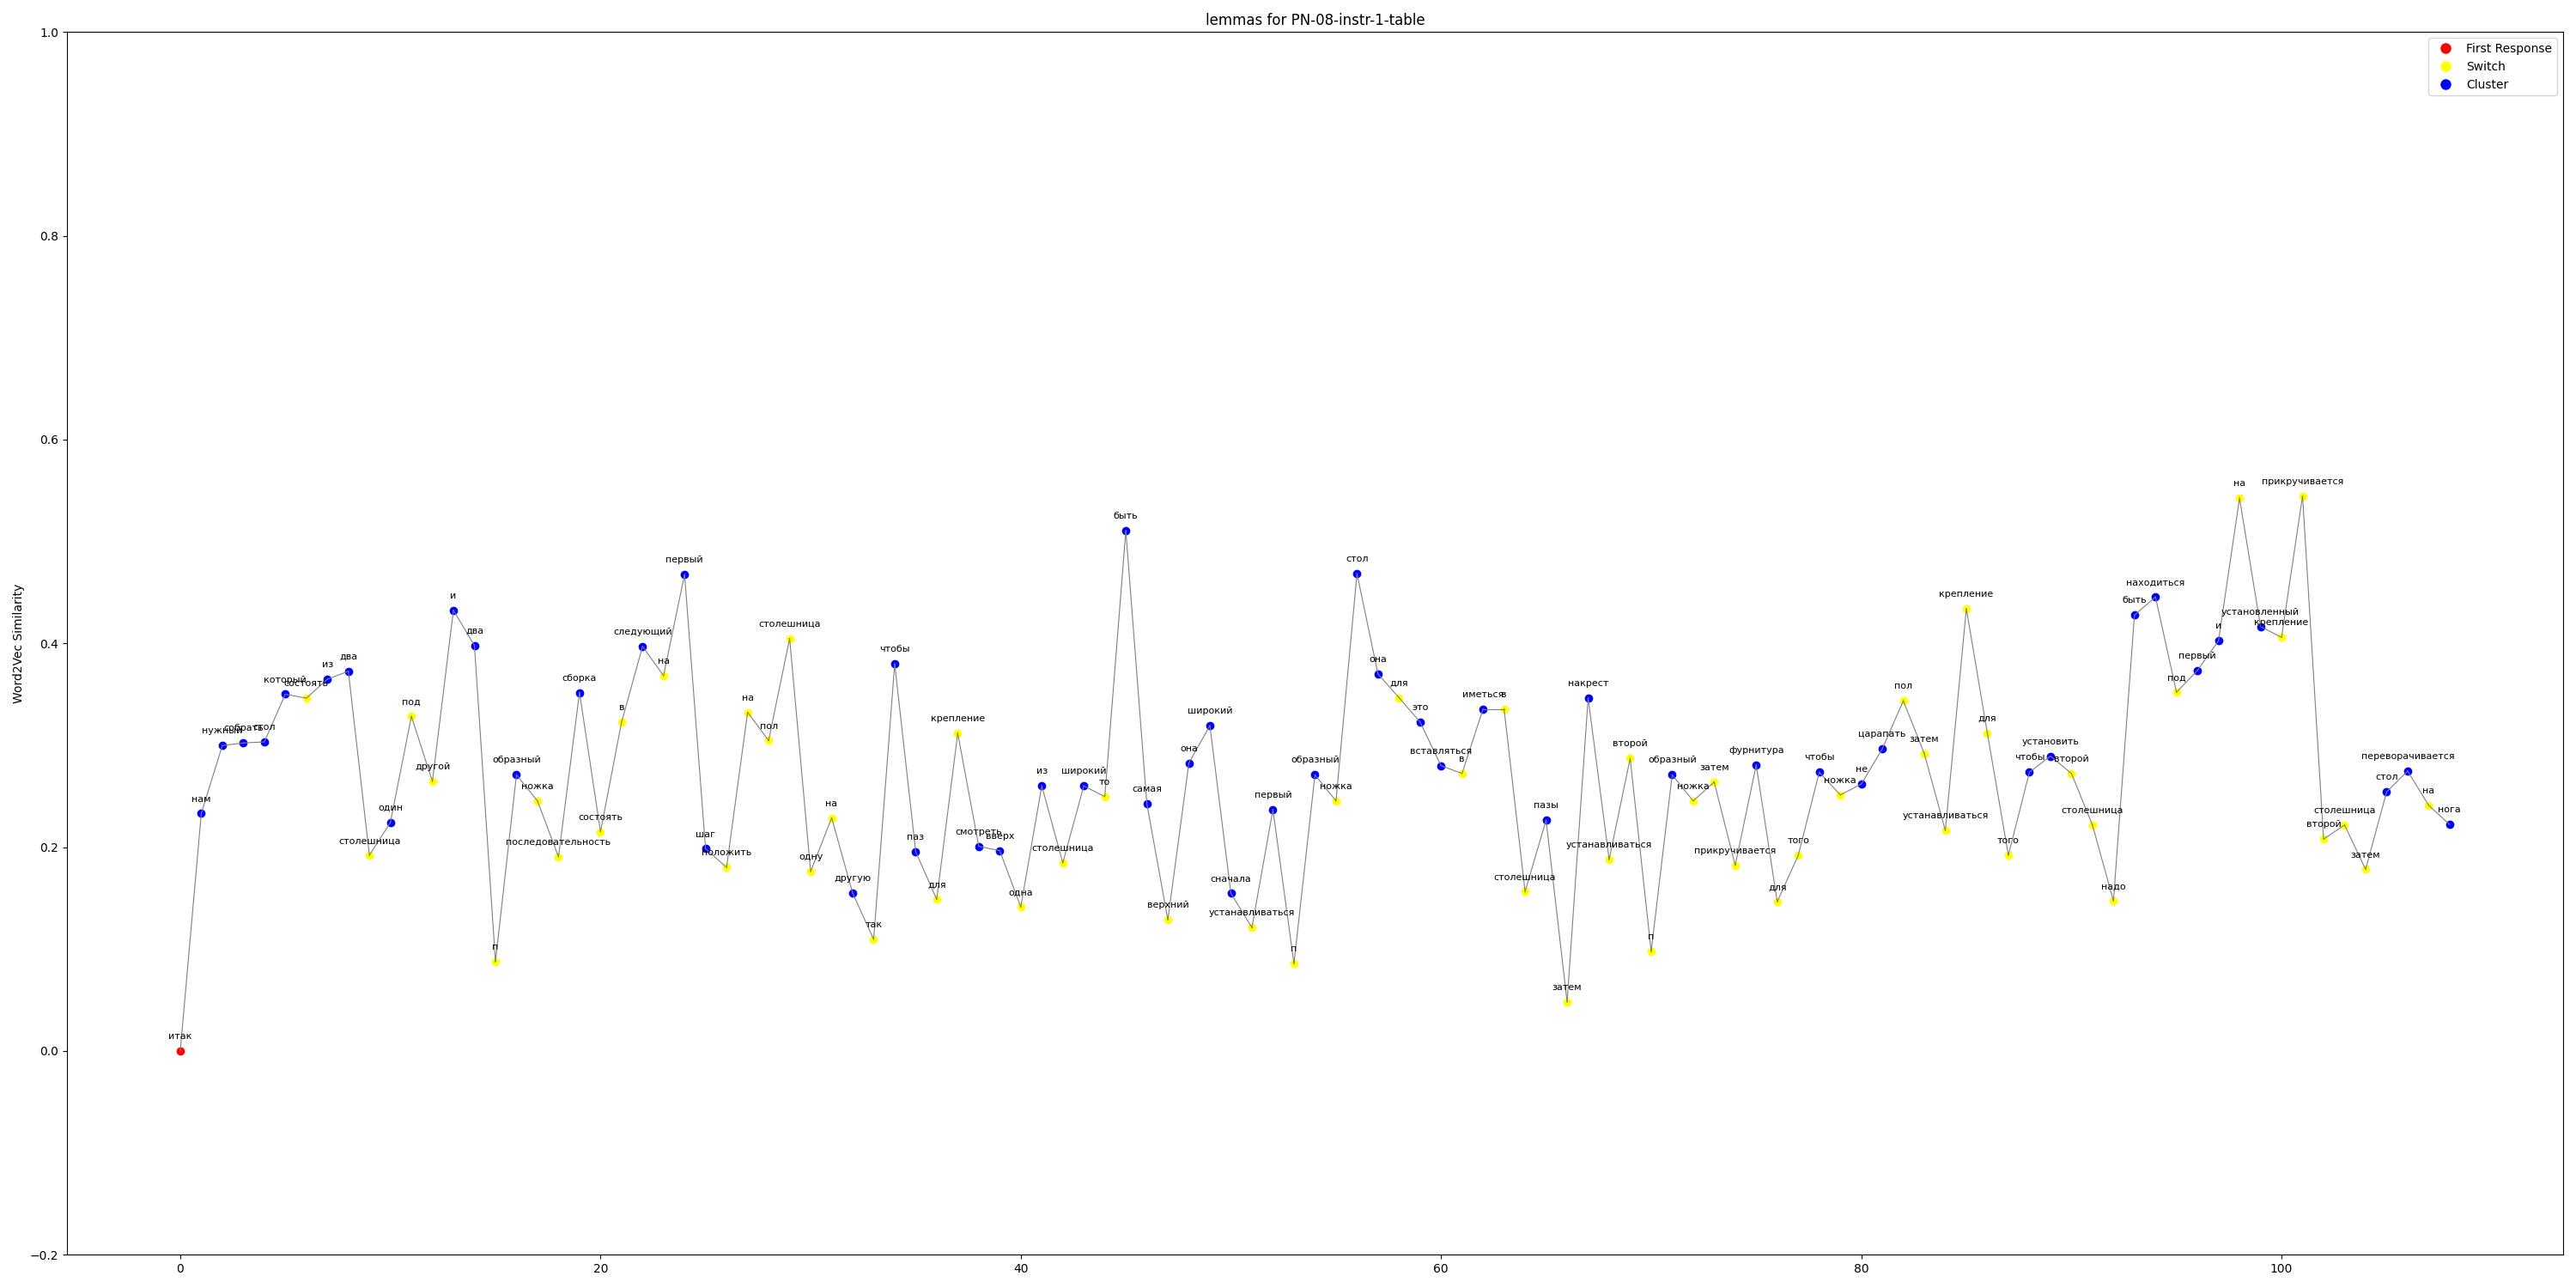 lemmas for PN-08-instr-1-table
First Response
Switch
Cluster
Word2Vec Similarity
1.0
0.8
0.6
0.4
0.2
0.0
−0.2
0
20
40
60
80
100
итак
нам
нужный
собрать
стол
который
состоять
из
два
столешница
один
под
другой
и
два
п
образный
ножка
последовательность
сборка
состоять
в
следующий
на
первый
шаг
положить
на
пол
столешница
одну
на
другую
так
чтобы
паз
для
крепление
смотреть
вверх
одна
из
столешница
широкий
то
быть
самая
верхний
она
широкий
сначала
устанавливаться
первый
п
образный
ножка
стол
она
для
это
вставляться
в
иметься
в
столешница
пазы
затем
накрест
устанавливаться
второй
п
образный
ножка
затем
прикручивается
фурнитура
для
того
чтобы
ножка
не
царапать
пол
затем
устанавливаться
крепление
для
того
чтобы
установить
второй
столешница
надо
быть
находиться
под
первый
и
на
установленный
крепление
прикручивается
второй
столешница
затем
стол
переворачивается
на
нога